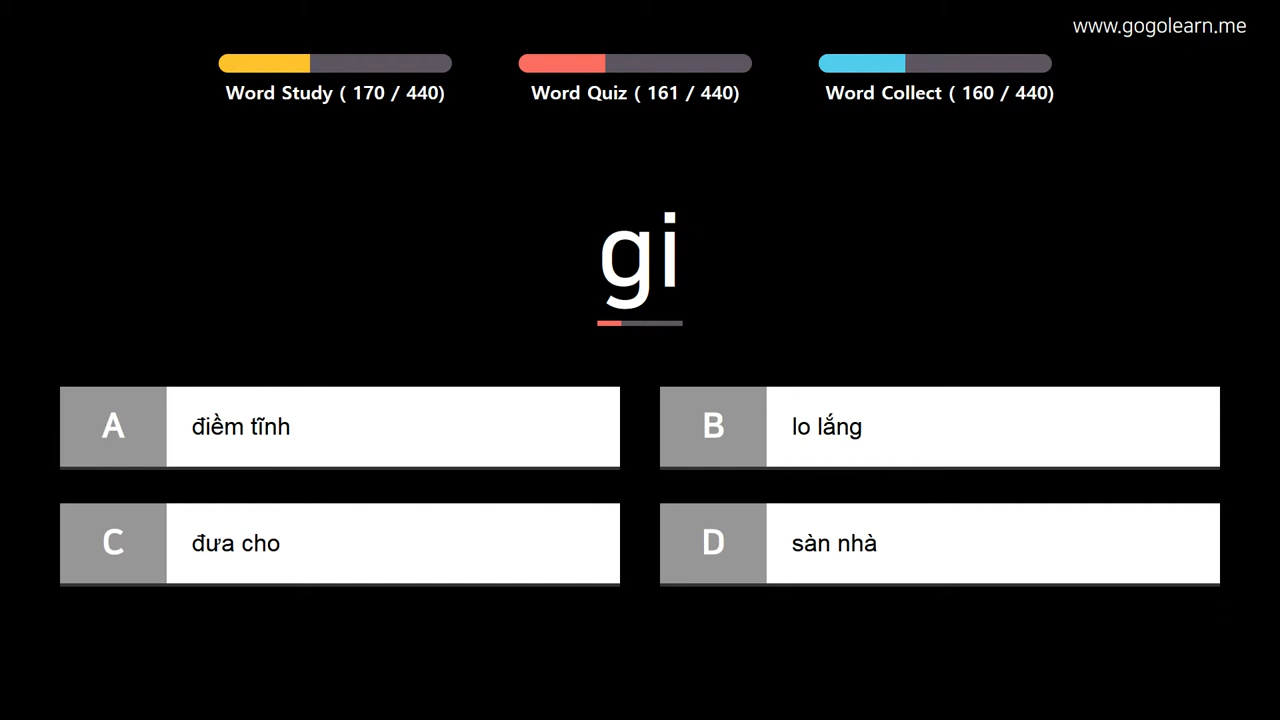 www.gogolearn.me
Word Study ( 170 / 440)
Word Quiz ( 161 / 440)
Word Collect ( 160 / 440)
gi
A điềm tĩnh
B lo lắng
C đưa cho
D sàn nhà